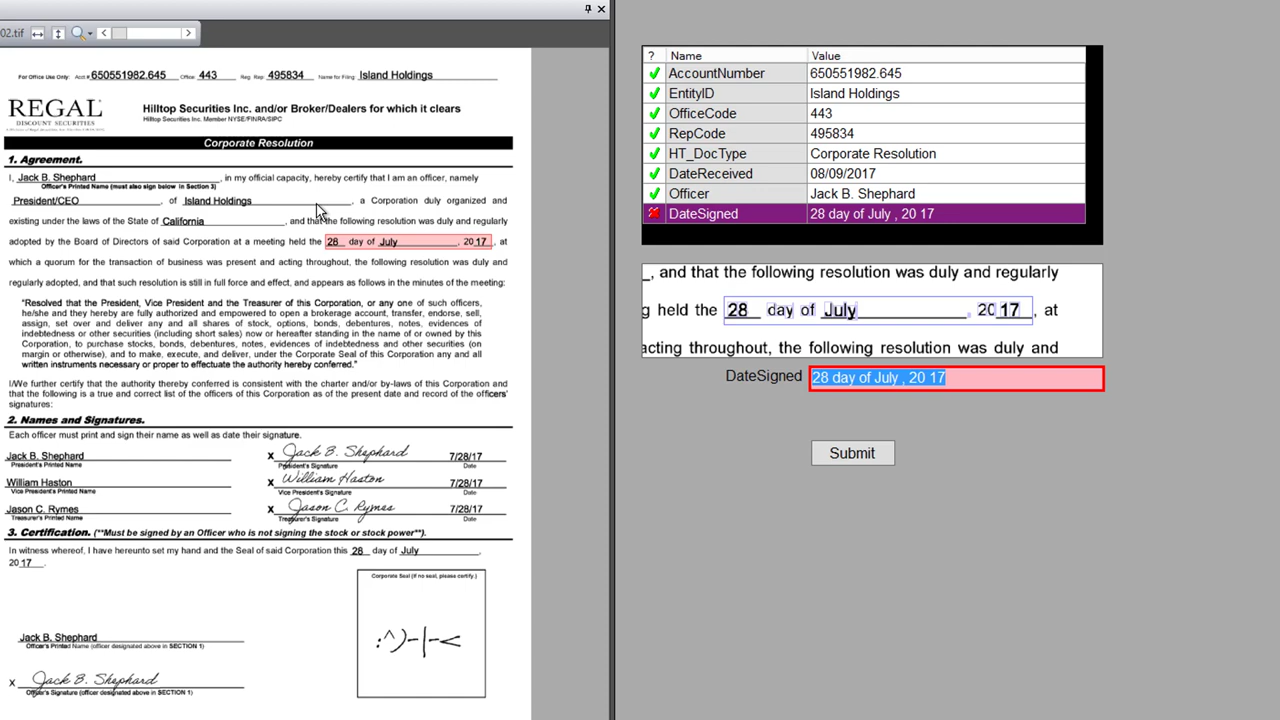 02.tif
For Office Use Only: Acct # 650551982.645 Office 443 Reg. Rep. 495834 Name for Filing Island Holdings
REGAL
DISCOUNT SECURITIES
Hilltop Securities Inc. and/or Broker/Dealers for which it clears
Hilltop Securities Inc. Member NYSE/FINRA/SIPC
Corporate Resolution
1. Agreement.
I, Jack B. Shephard, in my official capacity, hereby certify that I am an officer, namely
Officer's Printed Name (must also sign below in Section 3)
President/CEO, of Island Holdings, a Corporation duly organized and
existing under the laws of the State of California, and that the following resolution was duly and regularly
adopted by the Board of Directors of said Corporation at a meeting held the 28 day of July, 20 17, at
which a quorum for the transaction of business was present and acting throughout, the following resolution was duly and
regularly adopted, and that such resolution is still in full force and effect, and appears as follows in the minutes of the meeting:
"Resolved that the President, Vice President and the Treasurer of this Corporation, or any one of such officers,
he/she and they hereby are fully authorized and empowered to open a brokerage account, transfer, endorse, sell,
assign, set over and deliver any and all shares of stock, options, bonds, debentures, notes, evidences of
indebtedness or other securities (including short sales) now or hereafter standing in the name of or owned by this
Corporation, to purchase stocks, bonds, debentures, notes, evidences of indebtedness and other securities (on
margin or otherwise), and to make, execute, and deliver, under the Corporate Seal of this Corporation any and all
written instruments necessary or proper to effectuate the authority hereby conferred."
I/We further certify that the authority thereby conferred is consistent with the charter and/or by-laws of this Corporation and
that the following is a true and correct list of the officers of this Corporation as of the present date and record of the officers'
signatures:
2. Names and Signatures.
Each officer must print and sign their name as well as date their signature.
Jack B. Shephard X Jack B. Shephard 7/28/17
President's Printed Name President's Signature Date
William Haston X William Haston 7/28/17
Vice President's Printed Name Vice President's Signature Date
Jason C. Rymes X Jason C. Rymes 7/28/17
Treasurer's Printed Name Treasurer's Signature Date
3. Certification. (**Must be signed by an Officer who is not signing the stock or stock power**).
In witness whereof, I have hereunto set my hand and the Seal of said Corporation this 28 day of July,
20 17.
Corporate Seal (If no seal, please certify.)
:^)-|-<
Jack B. Shephard
Officer's Printed Name (officer designated above in SECTION 1)
X Jack B. Shephard
Officer's Signature (officer designated above in SECTION 1)
? Name Value
AccountNumber 650551982.645
EntityID Island Holdings
OfficeCode 443
RepCode 495834
HT_DocType Corporate Resolution
DateReceived 08/09/2017
Officer Jack B. Shephard
DateSigned 28 day of July , 20 17
, and that the following resolution was duly and regularly
g held the 28 day of July, 20 17, at
acting throughout, the following resolution was duly and
DateSigned 28 day of July , 20 17
Submit